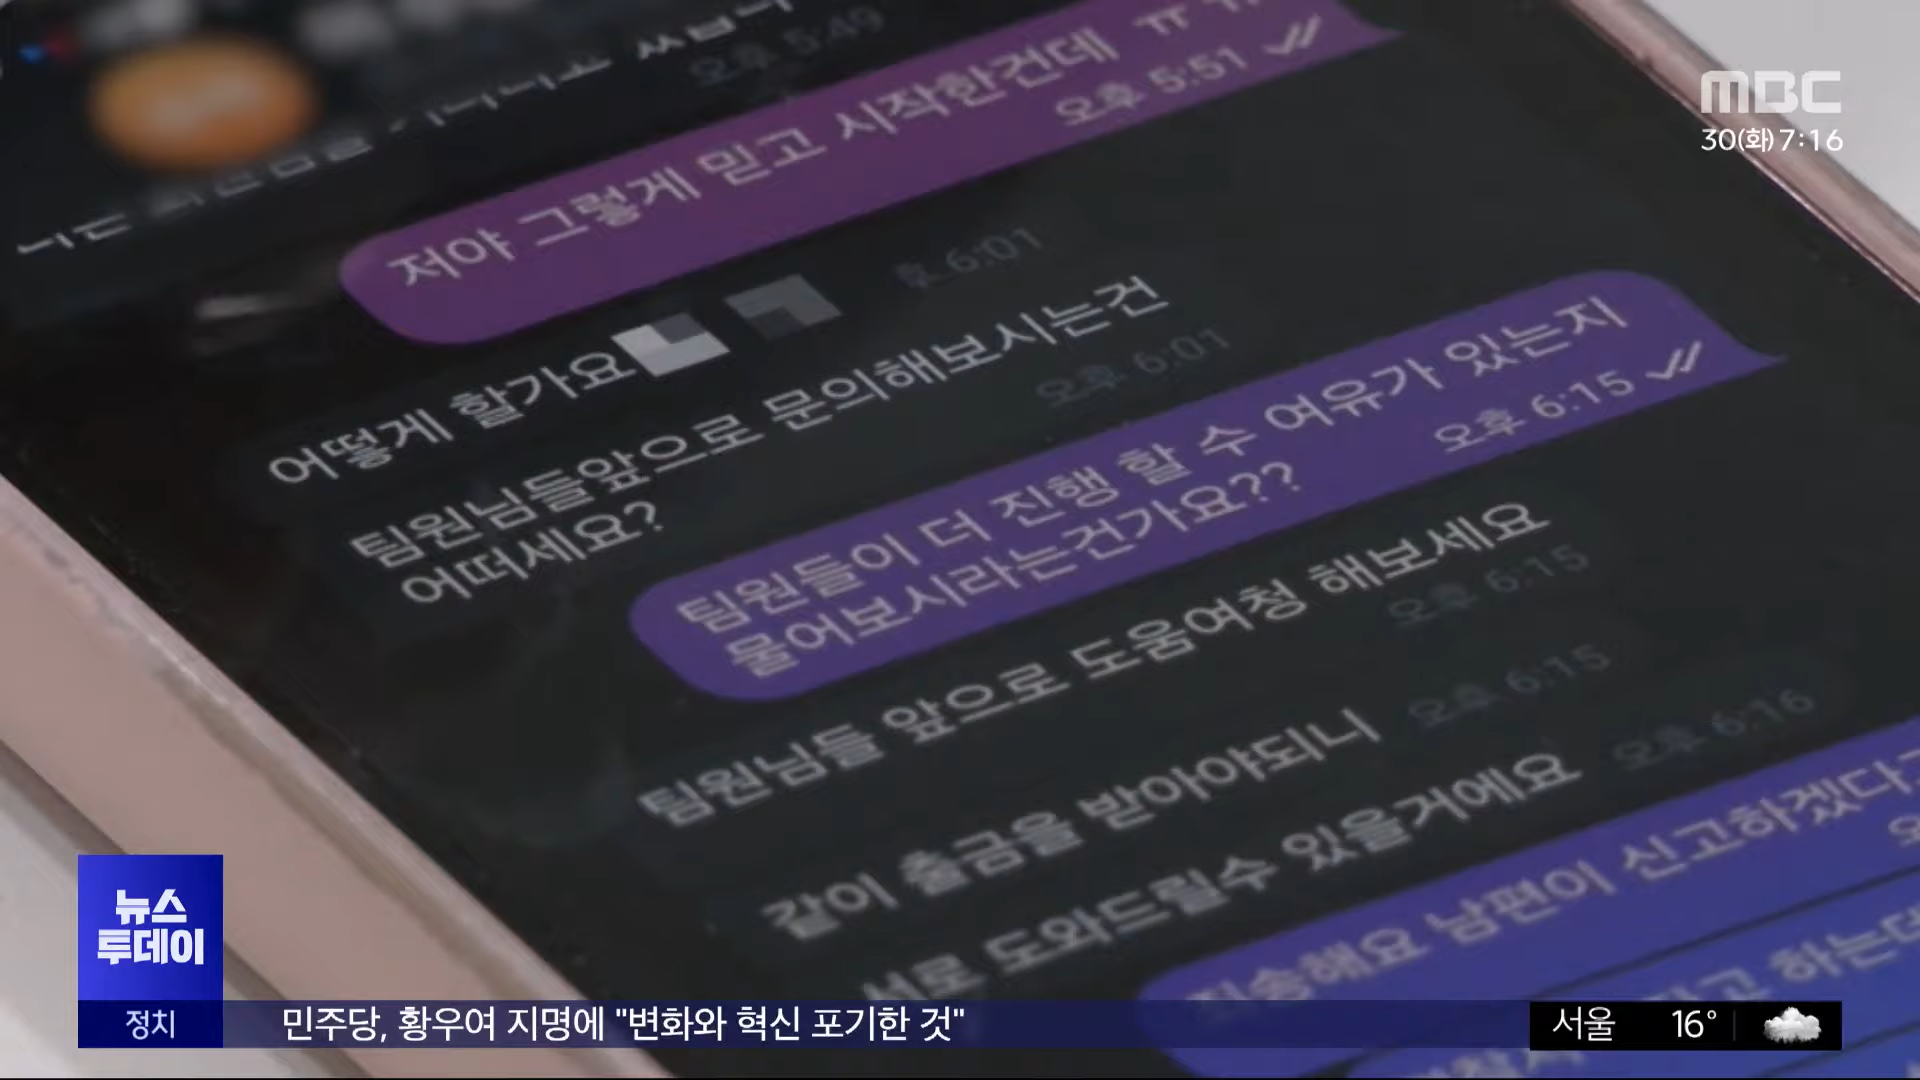 오후 5:49
저야 그렇게 믿고 시작한건데 ㅠㅠ
오후 5:51
MBC
30(화) 7:16
어떻게 할가요
후 6:01
팀원님들앞으로 문의해보시는건
어떠세요?
오후 6:01
팀원들이 더 진행 할 수 여유가 있는지
물어보시라는건가요??
오후 6:15
팀원님들 앞으로 도움여청 해보세요
오후 6:15
같이 출금을 받아야되니
오후 6:15
서로 도와드릴수 있을거에요
오후 6:16
죄송해요 남편이 신고하겠다고
하는데
뉴스
투데이
정치
민주당, 황우여 지명에 "변화와 혁신 포기한 것"
서울 16°